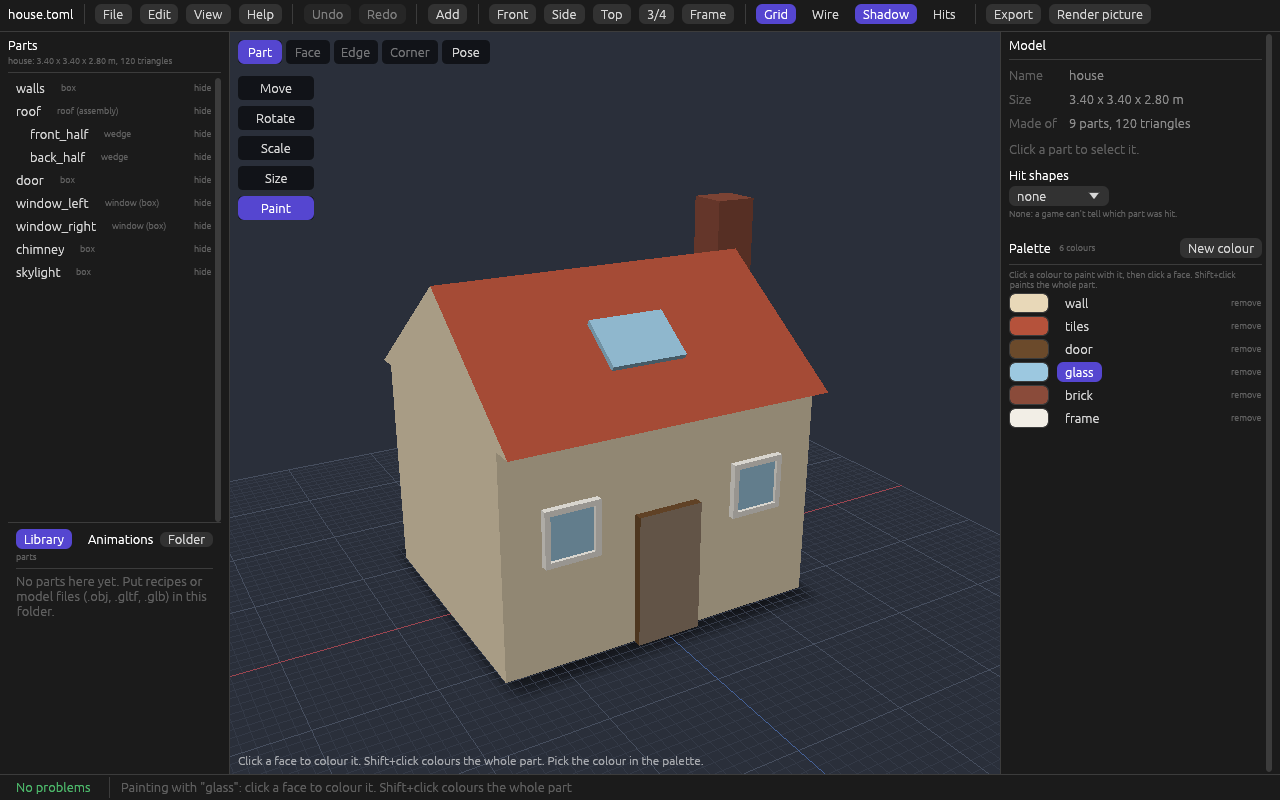 house.toml File Edit View Help Undo Redo Add Front Side Top 3/4 Frame Grid Wire Shadow Hits Export Render picture
Parts
house: 3.40 x 3.40 x 2.80 m, 120 triangles
walls box hide
roof roof (assembly) hide
front_half wedge hide
back_half wedge hide
door box hide
window_left window (box) hide
window_right window (box) hide
chimney box hide
skylight box hide
Library Animations Folder
parts
No parts here yet. Put recipes or
model files (.obj, .gltf, .glb) in this
folder.
Part Face Edge Corner Pose
Move
Rotate
Scale
Size
Paint
Click a face to colour it. Shift+click colours the whole part. Pick the colour in the palette.
Model
Name house
Size 3.40 x 3.40 x 2.80 m
Made of 9 parts, 120 triangles
Click a part to select it.
Hit shapes
none
None: a game can't tell which part was hit.
Palette 6 colours New colour
Click a colour to paint with it, then click a face. Shift+click
paints the whole part.
wall remove
tiles remove
door remove
glass remove
brick remove
frame remove
No problems Painting with "glass": click a face to colour it. Shift+click colours the whole part